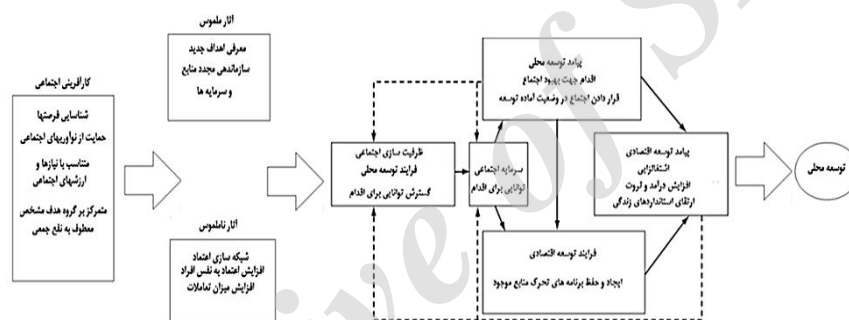 کارآفرینی اجتماعی
شناسایی فرصتها
حمایت از نوآوریهای اجتماعی
متناسب با نیازها و
ارزشهای اجتماعی
متمرکز بر گروه هدف مشخص
معطوف به نفع جمعی
آثار ملموس
معرفی اهداف جدید
سازماندهی مجدد منابع
و سرمایه ها
آثار ناملموس
شبکه سازی اعتماد
افزایش اعتماد به نفس افراد
افزایش میزان تعاملات
ظرفیت سازی اجتماعی
فرایند توسعه محلی
گسترش توانایی برای اقدام
سرمایه اجتماعی
توانایی برای اقدام
پیامد توسعه محلی
اقدام جهت بهبود اجتماع
قرار دادن اجتماع در وضعیت آماده توسعه
فرایند توسعه اقتصادی
ایجاد و حفظ برنامه های تحرک منابع موجود
پیامد توسعه اقتصادی
اشتغالزایی
افزایش درآمد و ثروت
ارتقای استانداردهای زندگی
توسعه محلی
ive of S